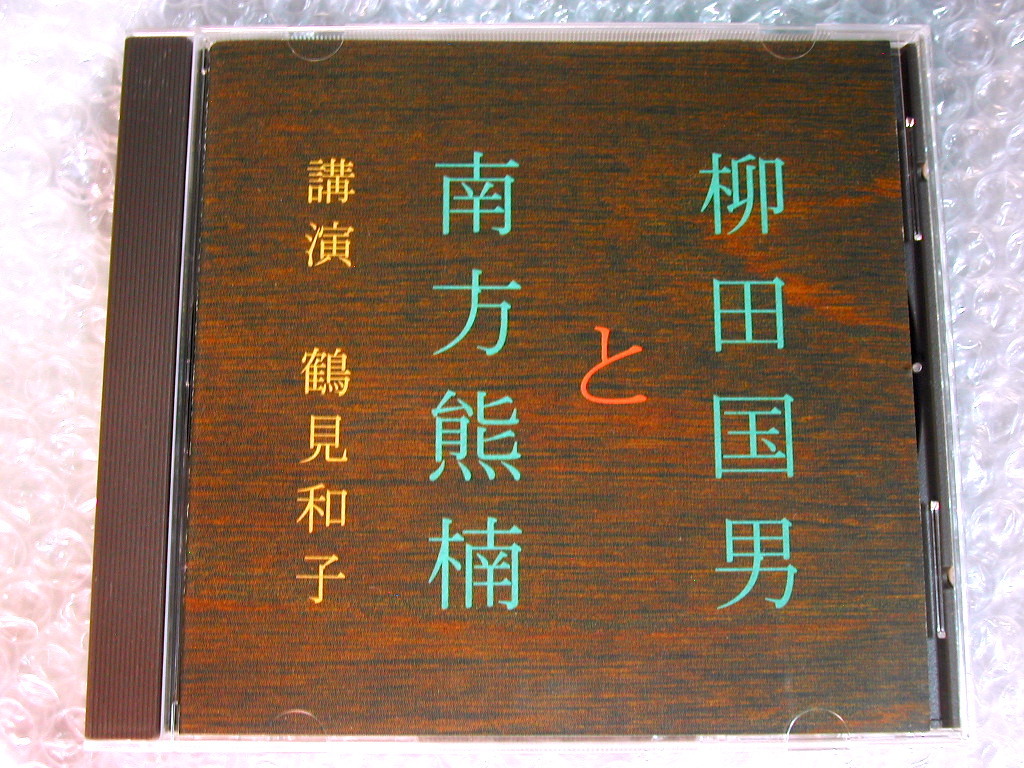 柳田国男
と
南方熊楠
講演 鶴見和子